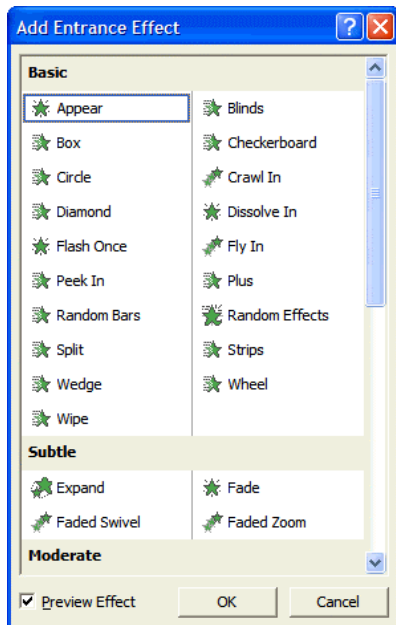 Add Entrance Effect
Basic
Appear Blinds
Box Checkerboard
Circle Crawl In
Diamond Dissolve In
Flash Once Fly In
Peek In Plus
Random Bars Random Effects
Split Strips
Wedge Wheel
Wipe
Subtle
Expand Fade
Faded Swivel Faded Zoom
Moderate
Preview Effect OK Cancel